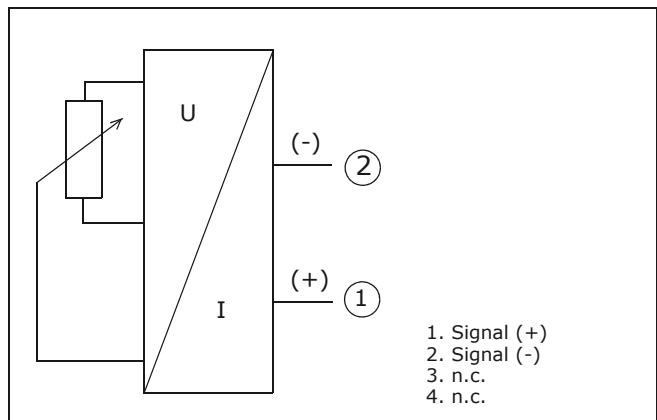 U
(-)
2
(+)
1
I
1. Signal (+)
2. Signal (-)
3. n.c.
4. n.c.